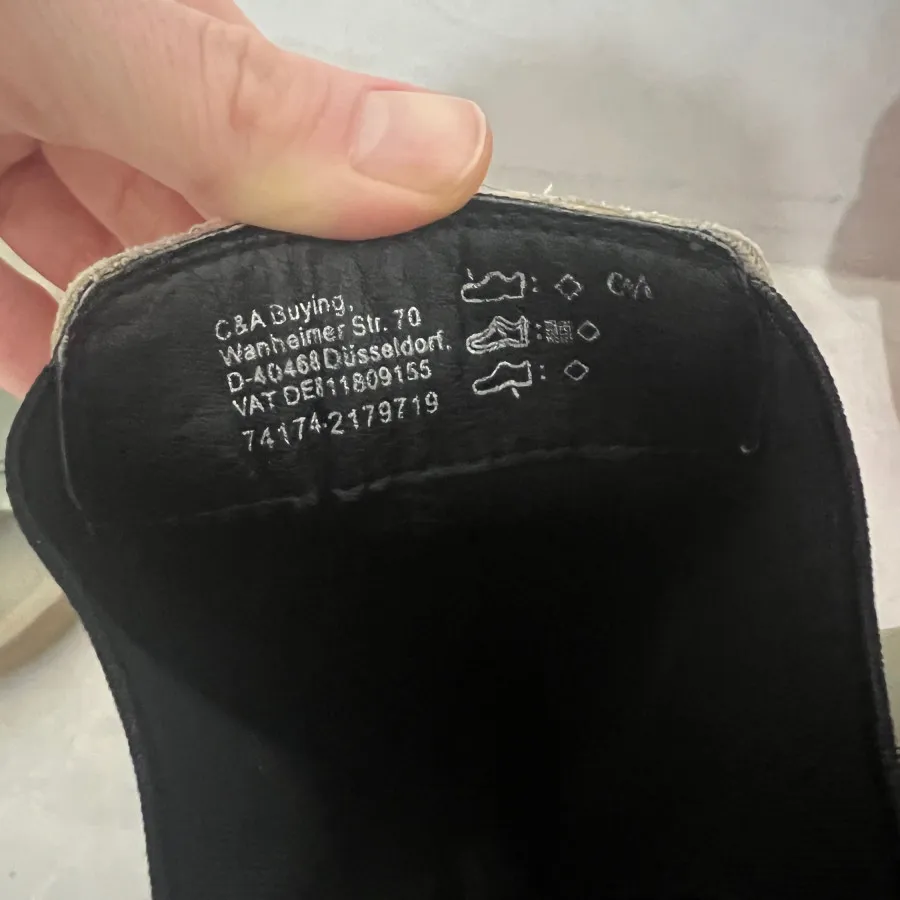 C&A Buying,
Wanheimer Str. 70
D-40468 Düsseldorf.
VAT DE811809155
74174-2179719